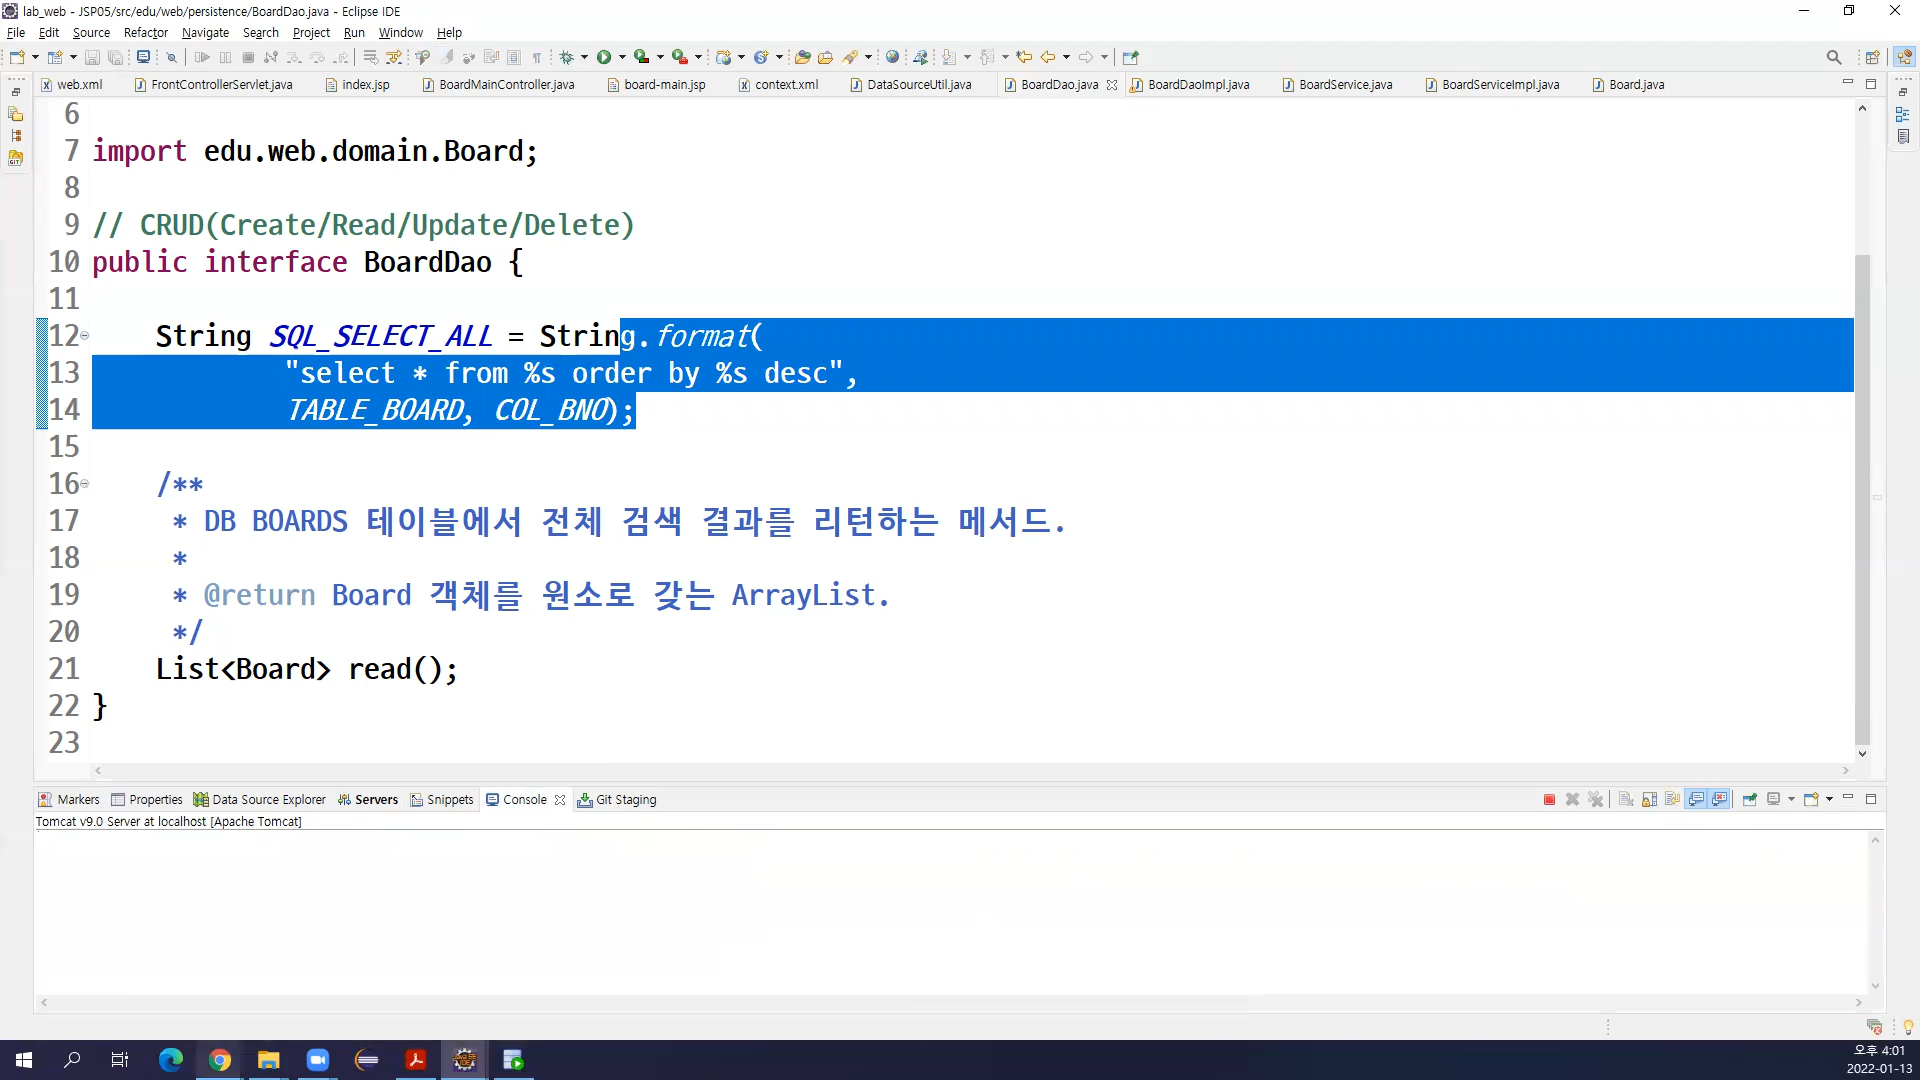 lab_web - JSP05/src/edu/web/persistence/BoardDao.java - Eclipse IDE
File Edit Source Refactor Navigate Search Project Run Window Help
web.xml FrontControllerServlet.java index.jsp BoardMainController.java board-main.jsp context.xml DataSourceUtil.java BoardDao.java BoardDaoImpl.java BoardService.java BoardServiceImpl.java Board.java
6
7 import edu.web.domain.Board;
8
9 // CRUD(Create/Read/Update/Delete)
10 public interface BoardDao {
11
12 String SQL_SELECT_ALL = String.format(
13 "select * from %s order by %s desc",
14 TABLE_BOARD, COL_BNO);
15
16 /**
17 * DB BOARDS 테이블에서 전체 검색 결과를 리턴하는 메서드.
18 *
19 * @return Board 객체를 원소로 갖는 ArrayList.
20 */
21 List<Board> read();
22 }
23
Markers Properties Data Source Explorer Servers Snippets Console Git Staging
Tomcat v9.0 Server at localhost [Apache Tomcat]
오후 4:01
2022-01-13